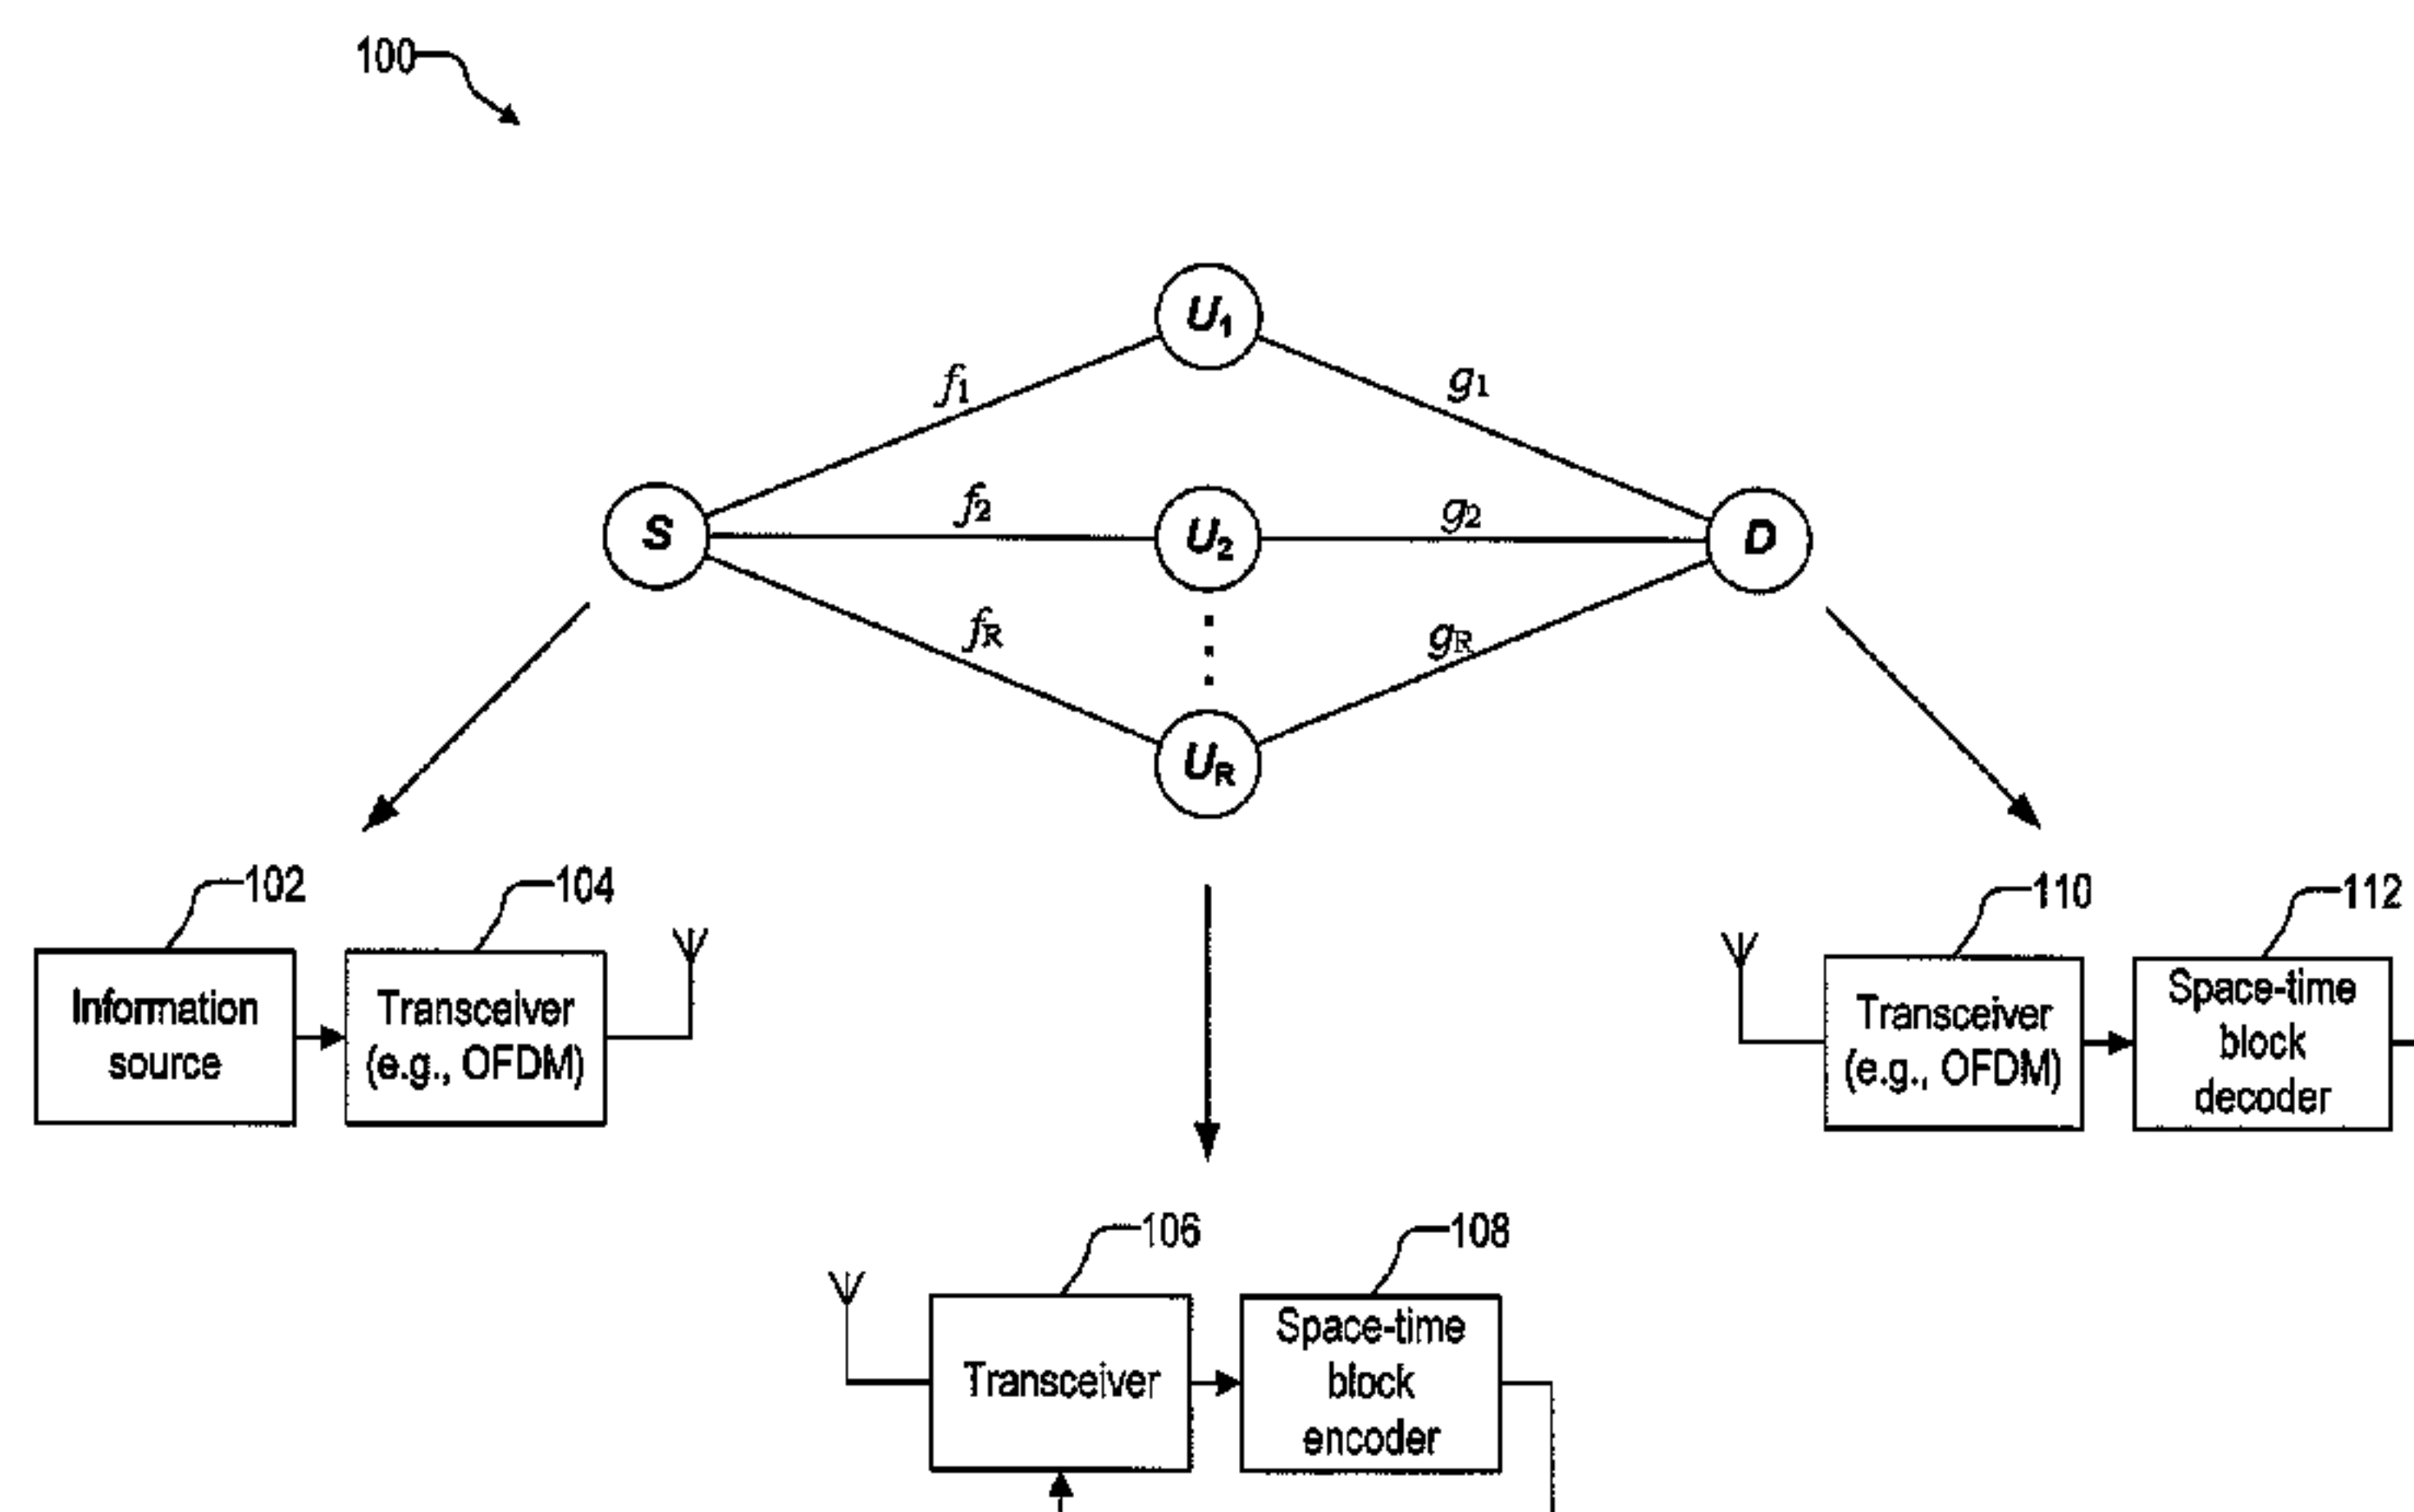 100
U1
f1
g1
S
f2
U2
g2
D
fR
gR
UR
102
104
110
112
Information
source
Transceiver
(e.g., OFDM)
Transceiver
(e.g., OFDM)
Space-time
block
decoder
106
108
Transceiver
Space-time
block
encoder